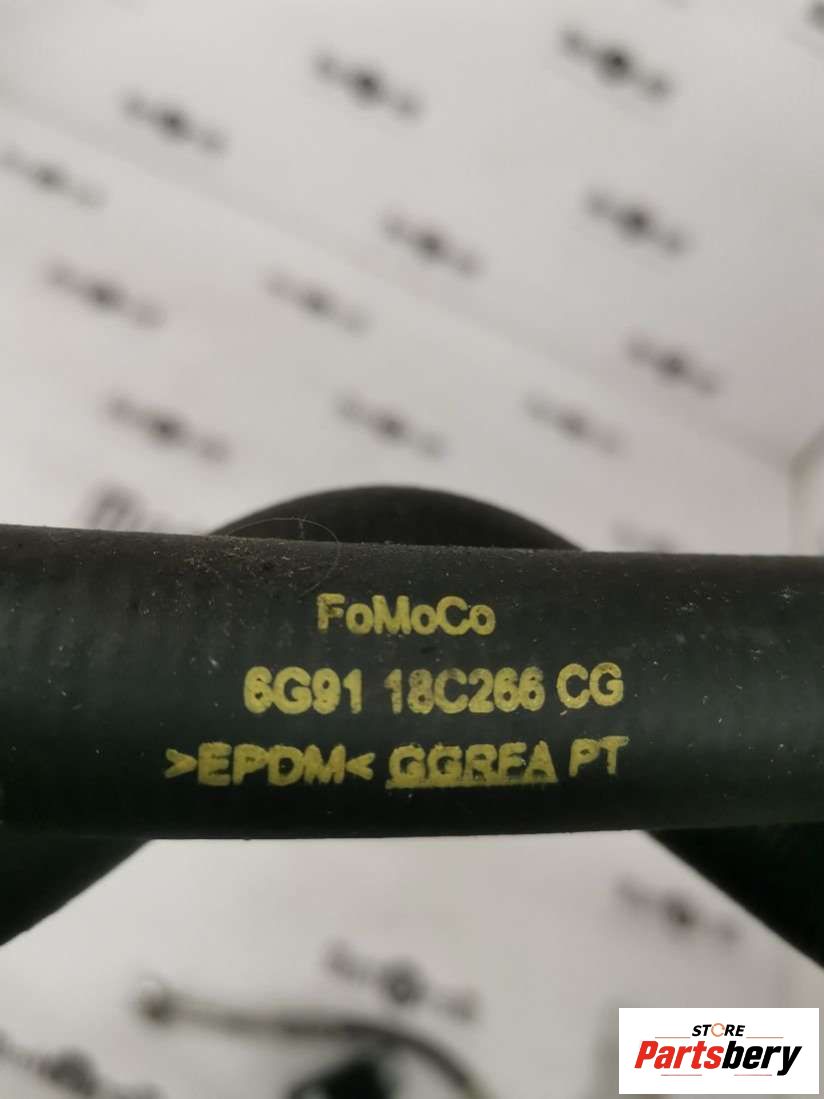 FoMoCo
6G91 18C266 CG
>EPDM< GGRFA PT
STORE
Partsbery